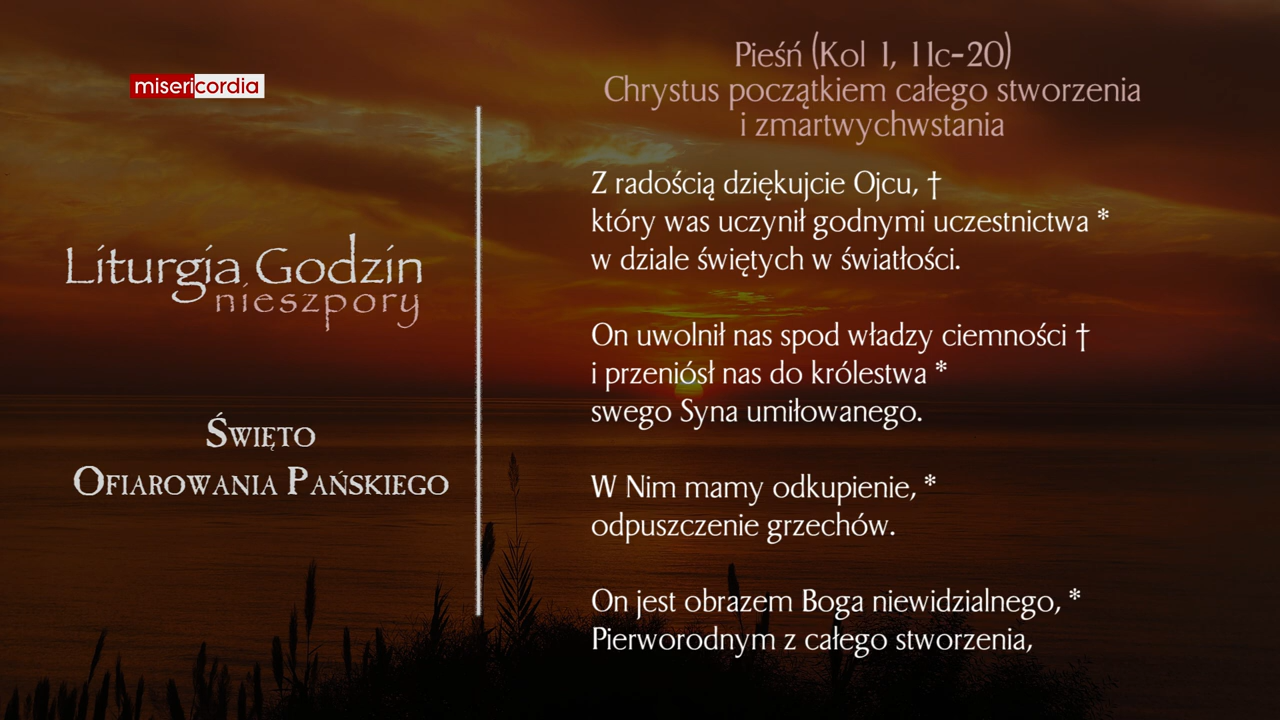 misericordia
Liturgia Godzin
nieszpory
Święto
Ofiarowania Pańskiego
Pieśń (Kol 1, 11c-20)
Chrystus początkiem całego stworzenia
i zmartwychwstania
Z radością dziękujcie Ojcu, †
który was uczynił godnymi uczestnictwa *
w dziale świętych w światłości.
On uwolnił nas spod władzy ciemności †
i przeniósł nas do królestwa *
swego Syna umiłowanego.
W Nim mamy odkupienie, *
odpuszczenie grzechów.
On jest obrazem Boga niewidzialnego, *
Pierworodnym z całego stworzenia,